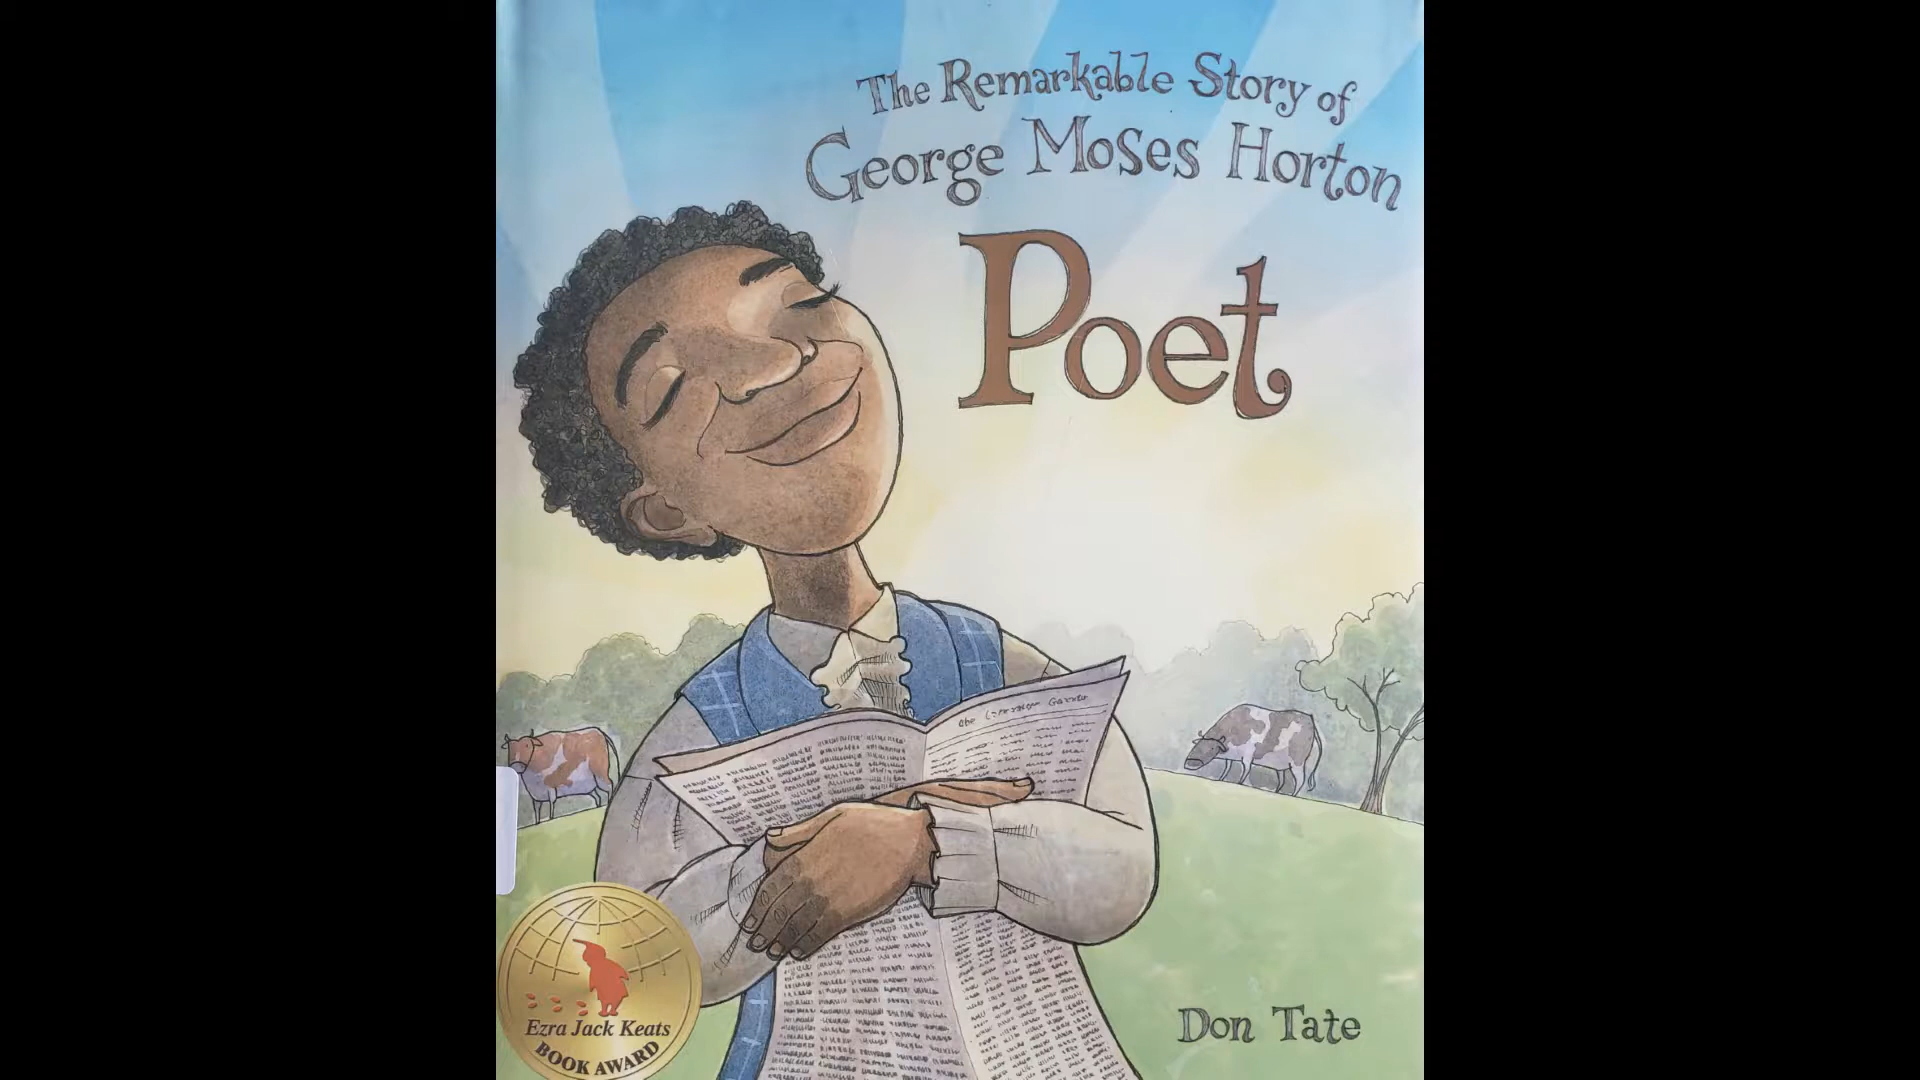 The Remarkable Story of
George Moses Horton
Poet
Don Tate
Ezra Jack Keats
BOOK AWARD